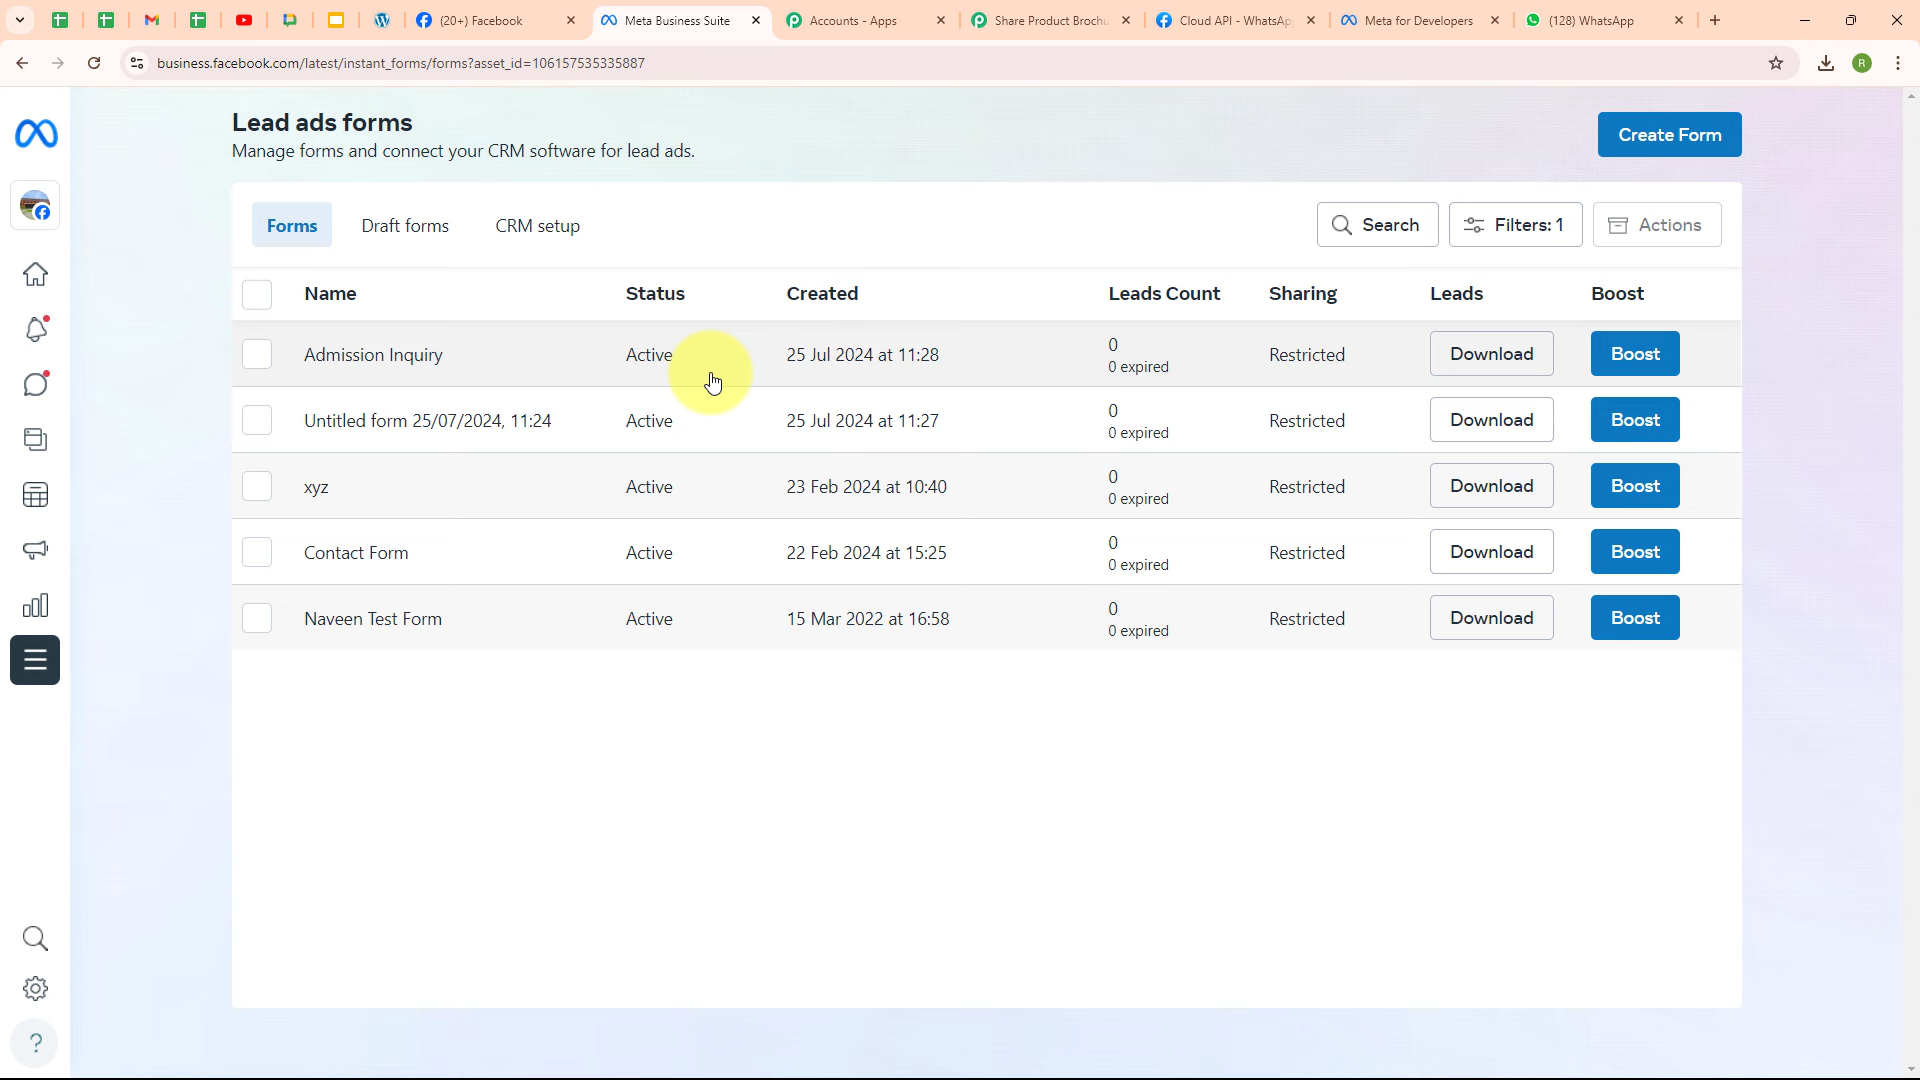 (20+) Facebook
Meta Business Suite
Accounts - Apps
Share Product Brochu
Cloud API - WhatsAp
Meta for Developers
(128) WhatsApp
business.facebook.com/latest/instant_forms/forms?asset_id=106157535335887
R
Lead ads forms
Manage forms and connect your CRM software for lead ads.
Create Form
Forms Draft forms CRM setup Search Filters: 1 Actions
Name Status Created Leads Count Sharing Leads Boost
Admission Inquiry Active 25 Jul 2024 at 11:28 0 Restricted Download Boost
0 expired
Untitled form 25/07/2024, 11:24 Active 25 Jul 2024 at 11:27 0 Restricted Download Boost
0 expired
xyz Active 23 Feb 2024 at 10:40 0 Restricted Download Boost
0 expired
Contact Form Active 22 Feb 2024 at 15:25 0 Restricted Download Boost
0 expired
Naveen Test Form Active 15 Mar 2022 at 16:58 0 Restricted Download Boost
0 expired
?